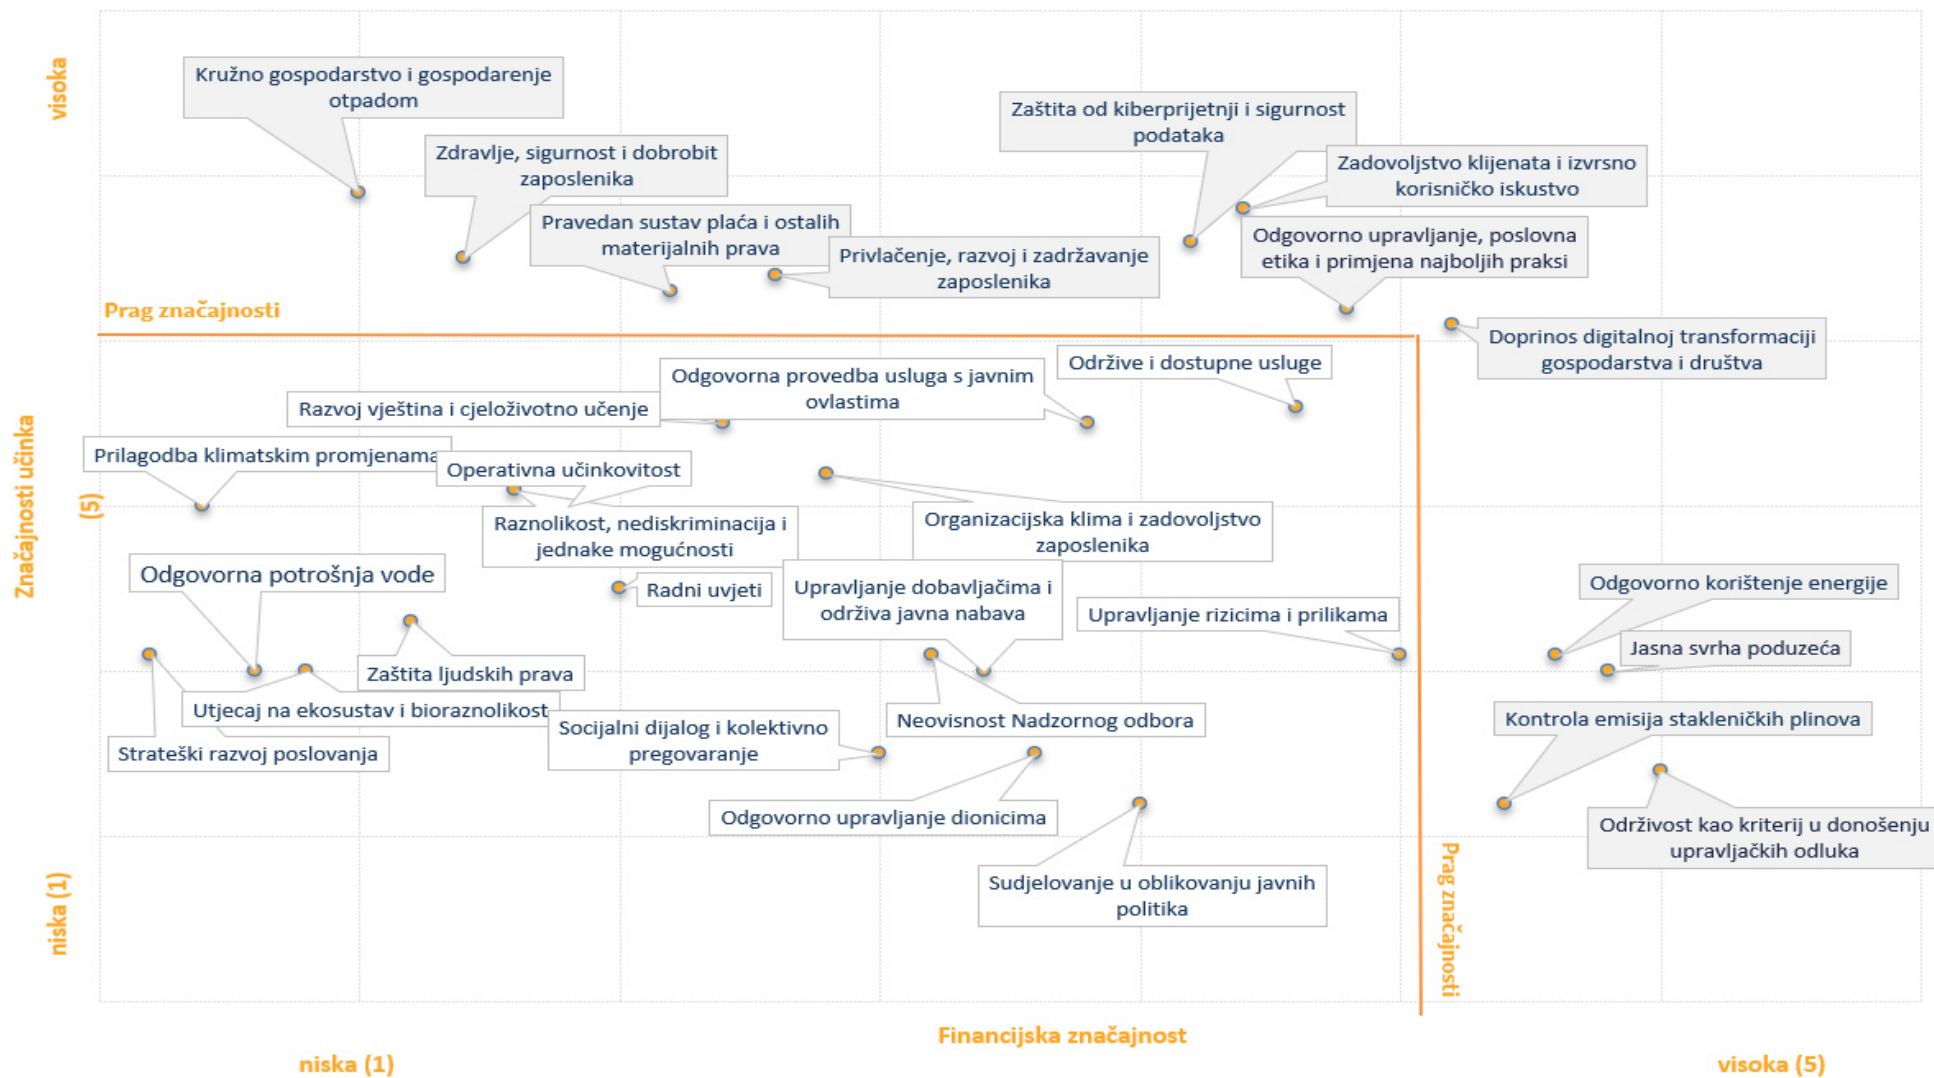 visoka
Kružno gospodarstvo i gospodarenje
otpadom
Zdravlje, sigurnost i dobrobit
zaposlenika
Pravedan sustav plaća i ostalih
materijalnih prava
Privlačenje, razvoj i zadržavanje
zaposlenika
Zaštita od kiberprijetnji i sigurnost
podataka
Zadovoljstvo klijenata i izvrsno
korisničko iskustvo
Odgovorno upravljanje, poslovna
etika i primjena najboljih praksi
Prag značajnosti
Doprinos digitalnoj transformaciji
gospodarstva i društva
Održive i dostupne usluge
Odgovorna provedba usluga s javnim
ovlastima
Razvoj vještina i cjeloživotno učenje
Značajnosti učinka
(5)
Prilagodba klimatskim promjenama
Operativna učinkovitost
Raznolikost, nediskriminacija i
jednake mogućnosti
Organizacijska klima i zadovoljstvo
zaposlenika
Odgovorna potrošnja vode
Radni uvjeti
Upravljanje dobavljačima i
održiva javna nabava
Upravljanje rizicima i prilikama
Odgovorno korištenje energije
Jasna svrha poduzeća
Zaštita ljudskih prava
Utjecaj na ekosustav i bioraznolikost
Strateški razvoj poslovanja
Socijalni dijalog i kolektivno
pregovaranje
Neovisnost Nadzornog odbora
Kontrola emisija stakleničkih plinova
Odgovorno upravljanje dionicima
Održivost kao kriterij u donošenju
upravljačkih odluka
Sudjelovanje u oblikovanju javnih
politika
Prag značajnosti
niska (1)
Financijska značajnost
niska (1)
visoka (5)